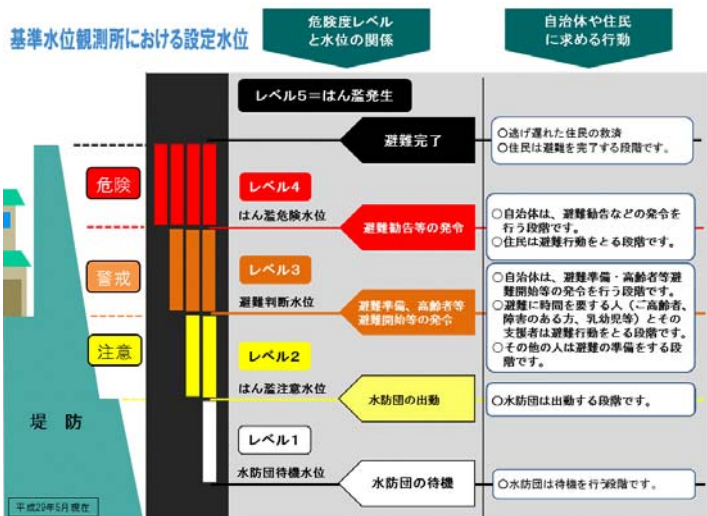 基準水位観測所における設定水位
危険度レベル
と水位の関係
自治体や住民
に求める行動
レベル5=はん濫発生
避難完了
○逃げ遅れた住民の救済
○住民は避難を完了する段階です。
危険
レベル4
はん濫危険水位
避難勧告等の発令
○自治体は、避難勧告などの発令を
行う段階です。
○住民は避難行動をとる段階です。
警戒
レベル3
避難判断水位
避難準備、高齢者等
避難開始等の発令
○自治体は、避難準備・高齢者等避
難開始等の発令を行う段階です。
○避難に時間を要する人（ご高齢者、
障害のある方、乳幼児等）とその
支援者は避難行動をとる段階です。
○その他の人は避難の準備をする段
階です。
注意
レベル2
はん濫注意水位
水防団の出動
○水防団は出動する段階です。
堤 防
レベル1
水防団待機水位
水防団の待機
○水防団は待機を行う段階です。
平成29年5月現在